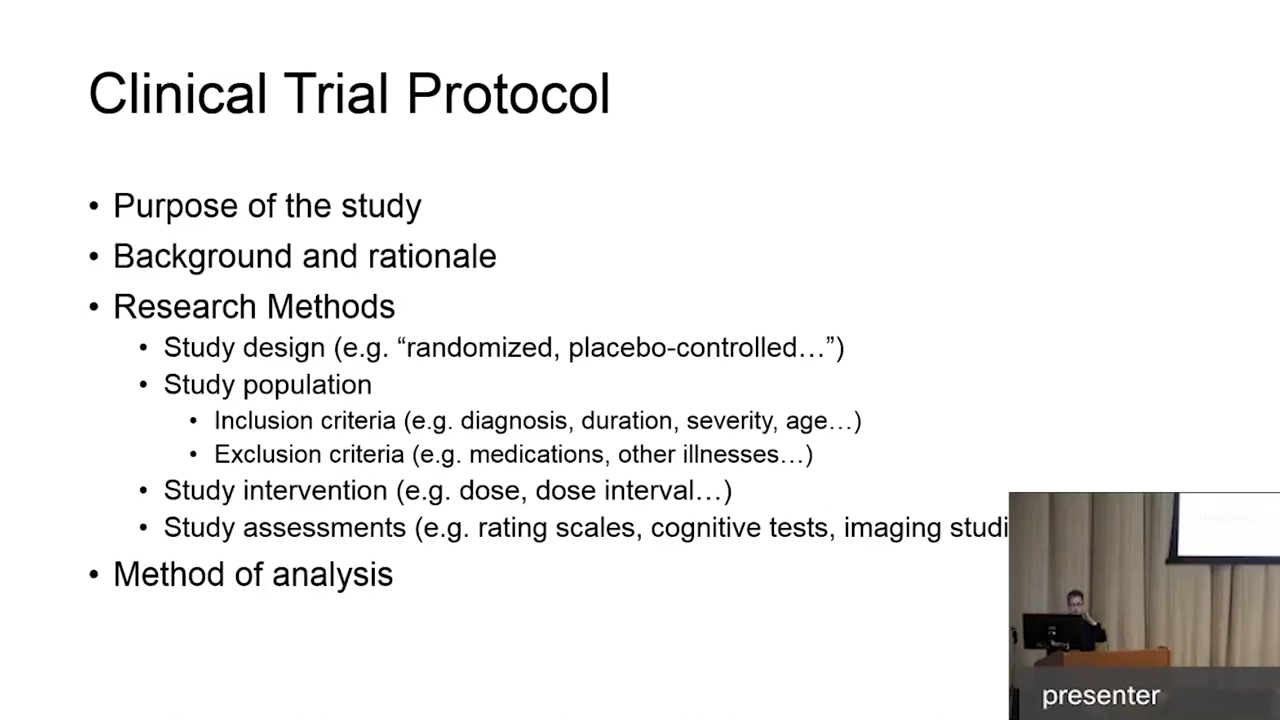 Clinical Trial Protocol
• Purpose of the study
• Background and rationale
• Research Methods
• Study design (e.g. “randomized, placebo-controlled…”)
• Study population
• Inclusion criteria (e.g. diagnosis, duration, severity, age…)
• Exclusion criteria (e.g. medications, other illnesses…)
• Study intervention (e.g. dose, dose interval…)
• Study assessments (e.g. rating scales, cognitive tests, imaging
• Method of analysis
presenter